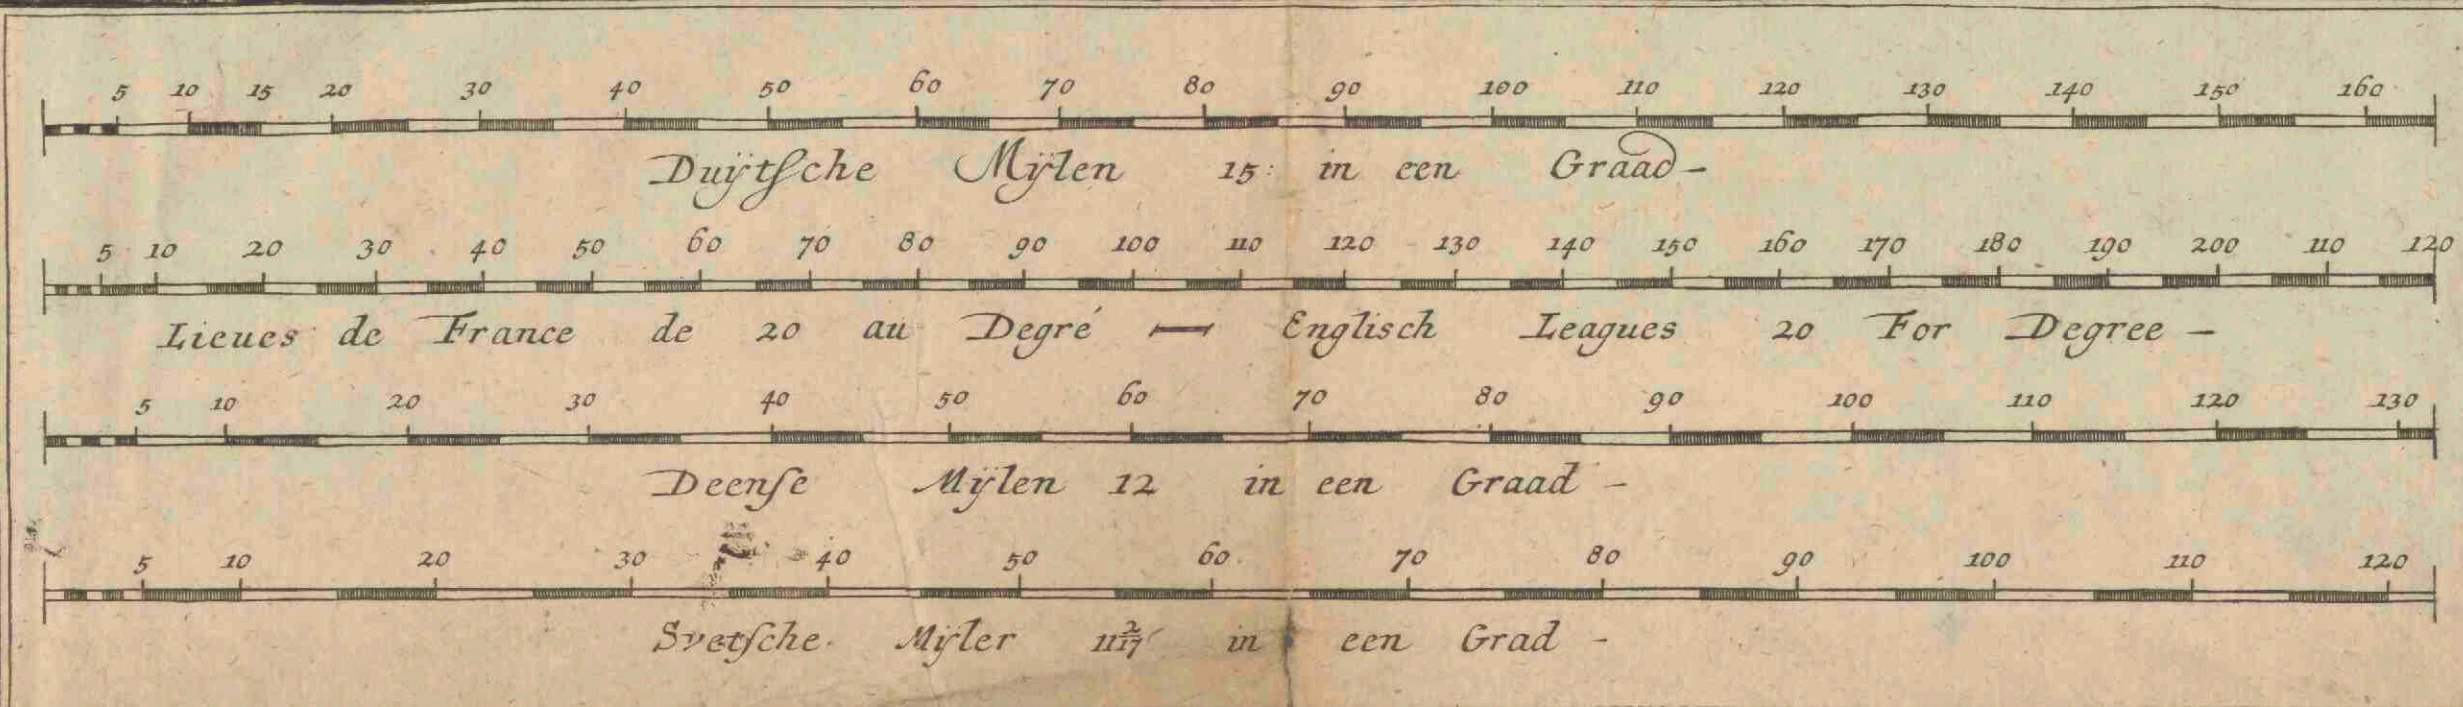 5 10 15 20 30 40 50 60 70 80 90 100 110 120 130 140 150 160
Duÿtſche Mÿlen 15: in een Graad -
5 10 20 30 40 50 60 70 80 90 100 110 120 130 140 150 160 170 180 190 200 110 120
Lieues de France de 20 au Degré — Englisch Leagues 20 For Degree -
5 10 20 30 40 50 60 70 80 90 100 110 120 130
Deenſe Mÿlen 12 in een Graad -
5 10 20 30 40 50 60 70 80 90 100 110 120
Svetſche Mÿler 11 2/17 in een Grad -